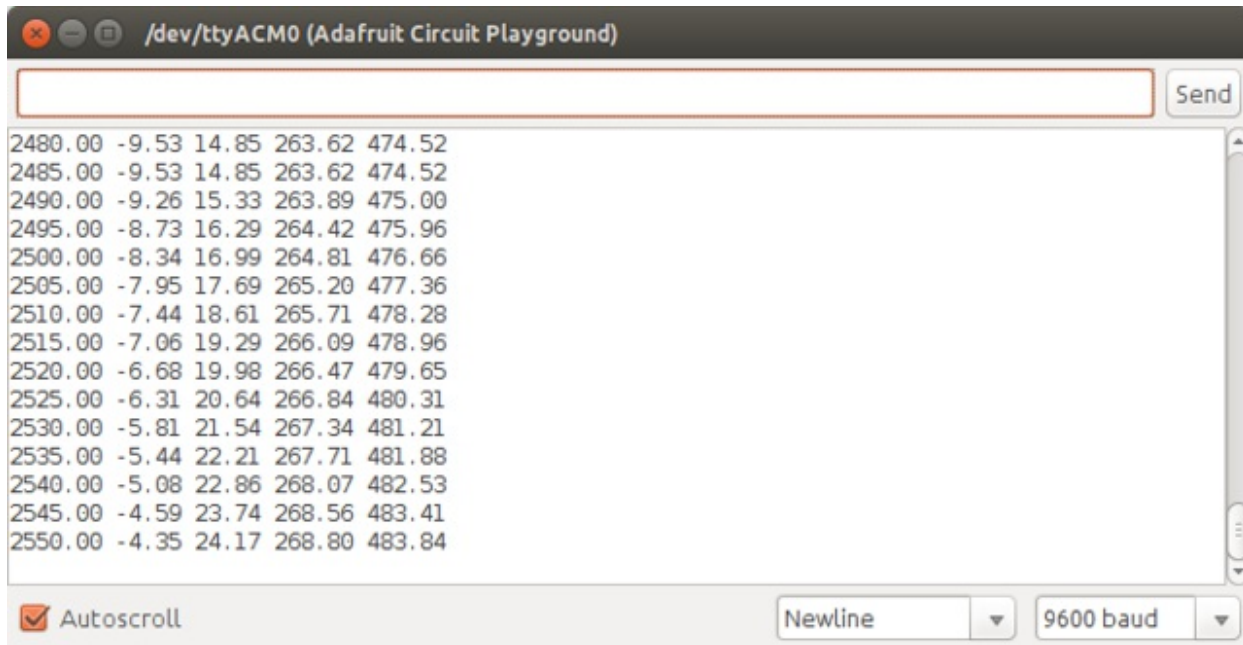 /dev/ttyACM0 (Adafruit Circuit Playground)
Send
2480.00 -9.53 14.85 263.62 474.52
2485.00 -9.53 14.85 263.62 474.52
2490.00 -9.26 15.33 263.89 475.00
2495.00 -8.73 16.29 264.42 475.96
2500.00 -8.34 16.99 264.81 476.66
2505.00 -7.95 17.69 265.20 477.36
2510.00 -7.44 18.61 265.71 478.28
2515.00 -7.06 19.29 266.09 478.96
2520.00 -6.68 19.98 266.47 479.65
2525.00 -6.31 20.64 266.84 480.31
2530.00 -5.81 21.54 267.34 481.21
2535.00 -5.44 22.21 267.71 481.88
2540.00 -5.08 22.86 268.07 482.53
2545.00 -4.59 23.74 268.56 483.41
2550.00 -4.35 24.17 268.80 483.84
Autoscroll Newline 9600 baud